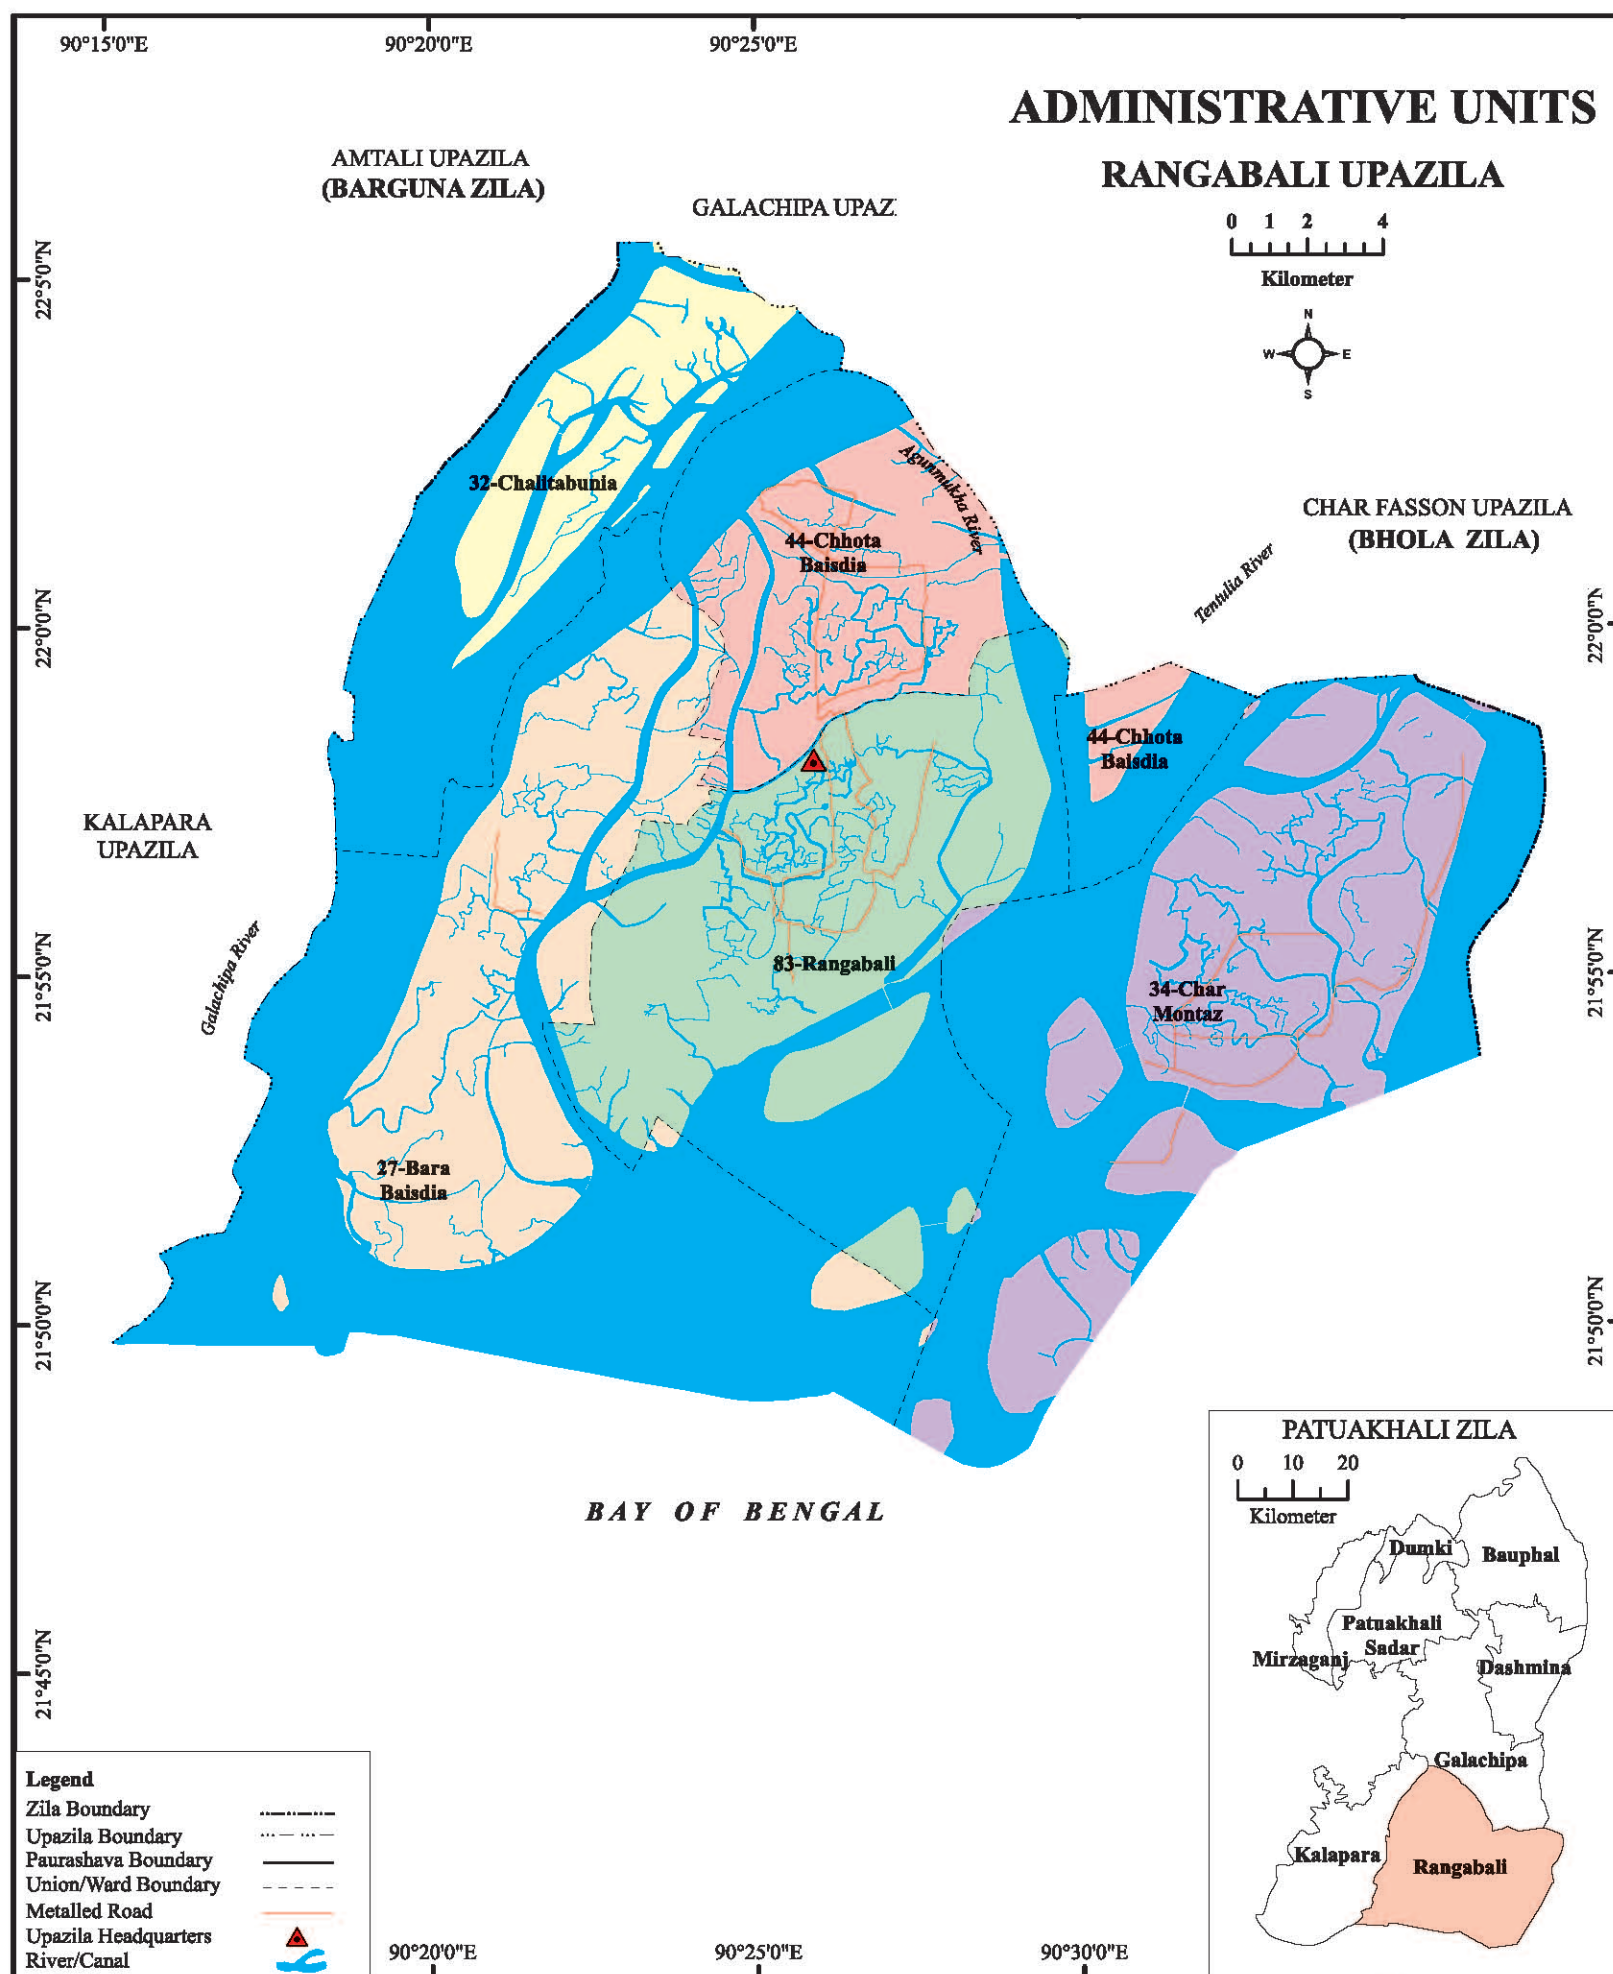 90°15'0"E
90°20'0"E
90°25'0"E
ADMINISTRATIVE UNITS
RANGABALI UPAZILA
0 1 2 4
Kilometer
N
W E
S
AMTALI UPAZILA
(BARGUNA ZILA)
GALACHIPA UPAZ
22°5'0"N
32-Chalitabunia
Agunmukha River
44-Chhota
Baisdia
CHAR FASSON UPAZILA
(BHOLA ZILA)
Tentulia River
22°0'0"N
22°0'0"N
44-Chhota
Baisdia
KALAPARA
UPAZILA
Galachipa River
83-Rangabali
34-Char
Montaz
21°55'0"N
21°55'0"N
27-Bara
Baisdia
21°50'0"N
21°50'0"N
BAY OF BENGAL
21°45'0"N
PATUAKHALI ZILA
0 10 20
Kilometer
Dumki
Bauphal
Patuakhali
Sadar
Mirzaganj
Dashmina
Galachipa
Kalapara
Rangabali
Legend
Zila Boundary
Upazila Boundary
Paurashava Boundary
Union/Ward Boundary
Metalled Road
Upazila Headquarters
River/Canal
90°20'0"E
90°25'0"E
90°30'0"E